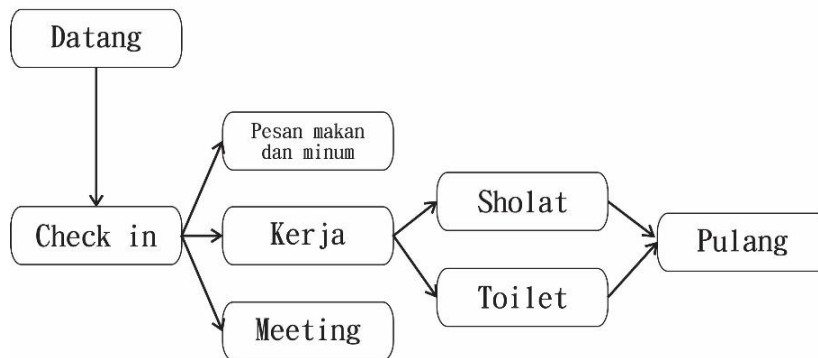 Datang
Pesan makan
dan minum
Check in
Kerja
Meeting
Sholat
Toilet
Pulang